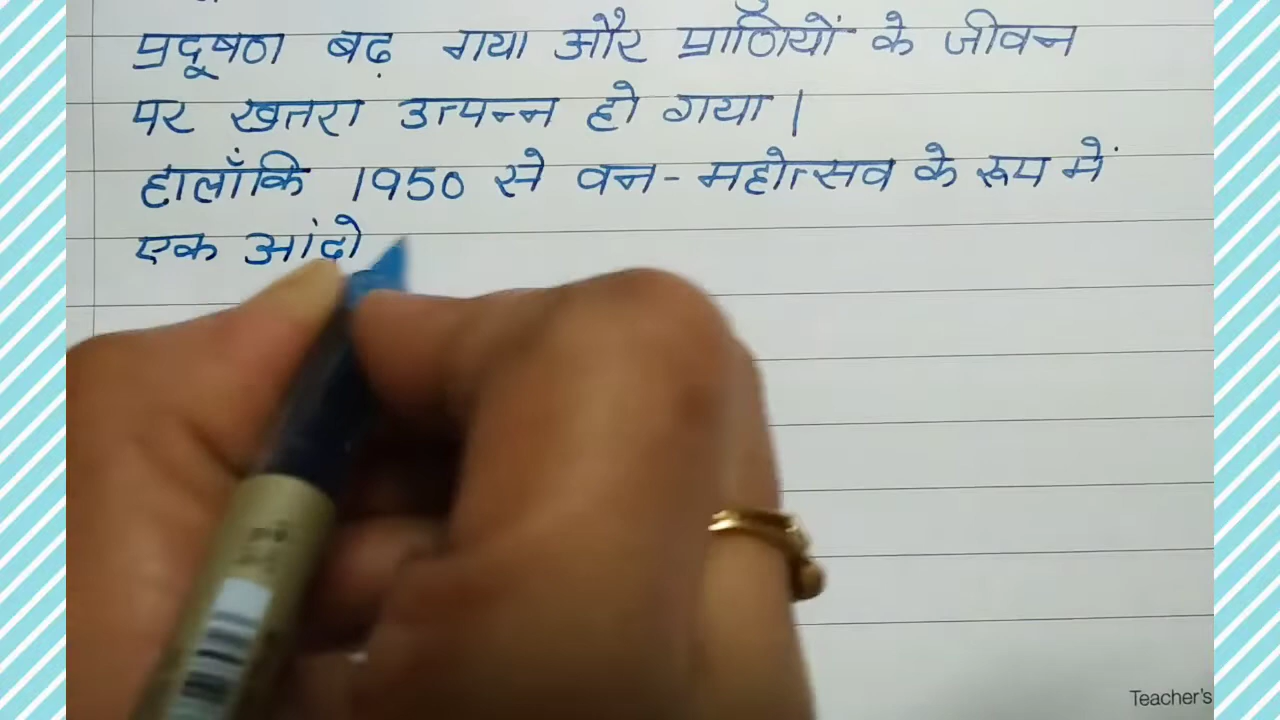 प्रदूषण बढ़ गया और प्राणियों के जीवन
पर खतरा उत्पन्न हो गया |
हालाँकि 1950 से वन-महोत्सव के रूप में
एक आंदो
Teacher's